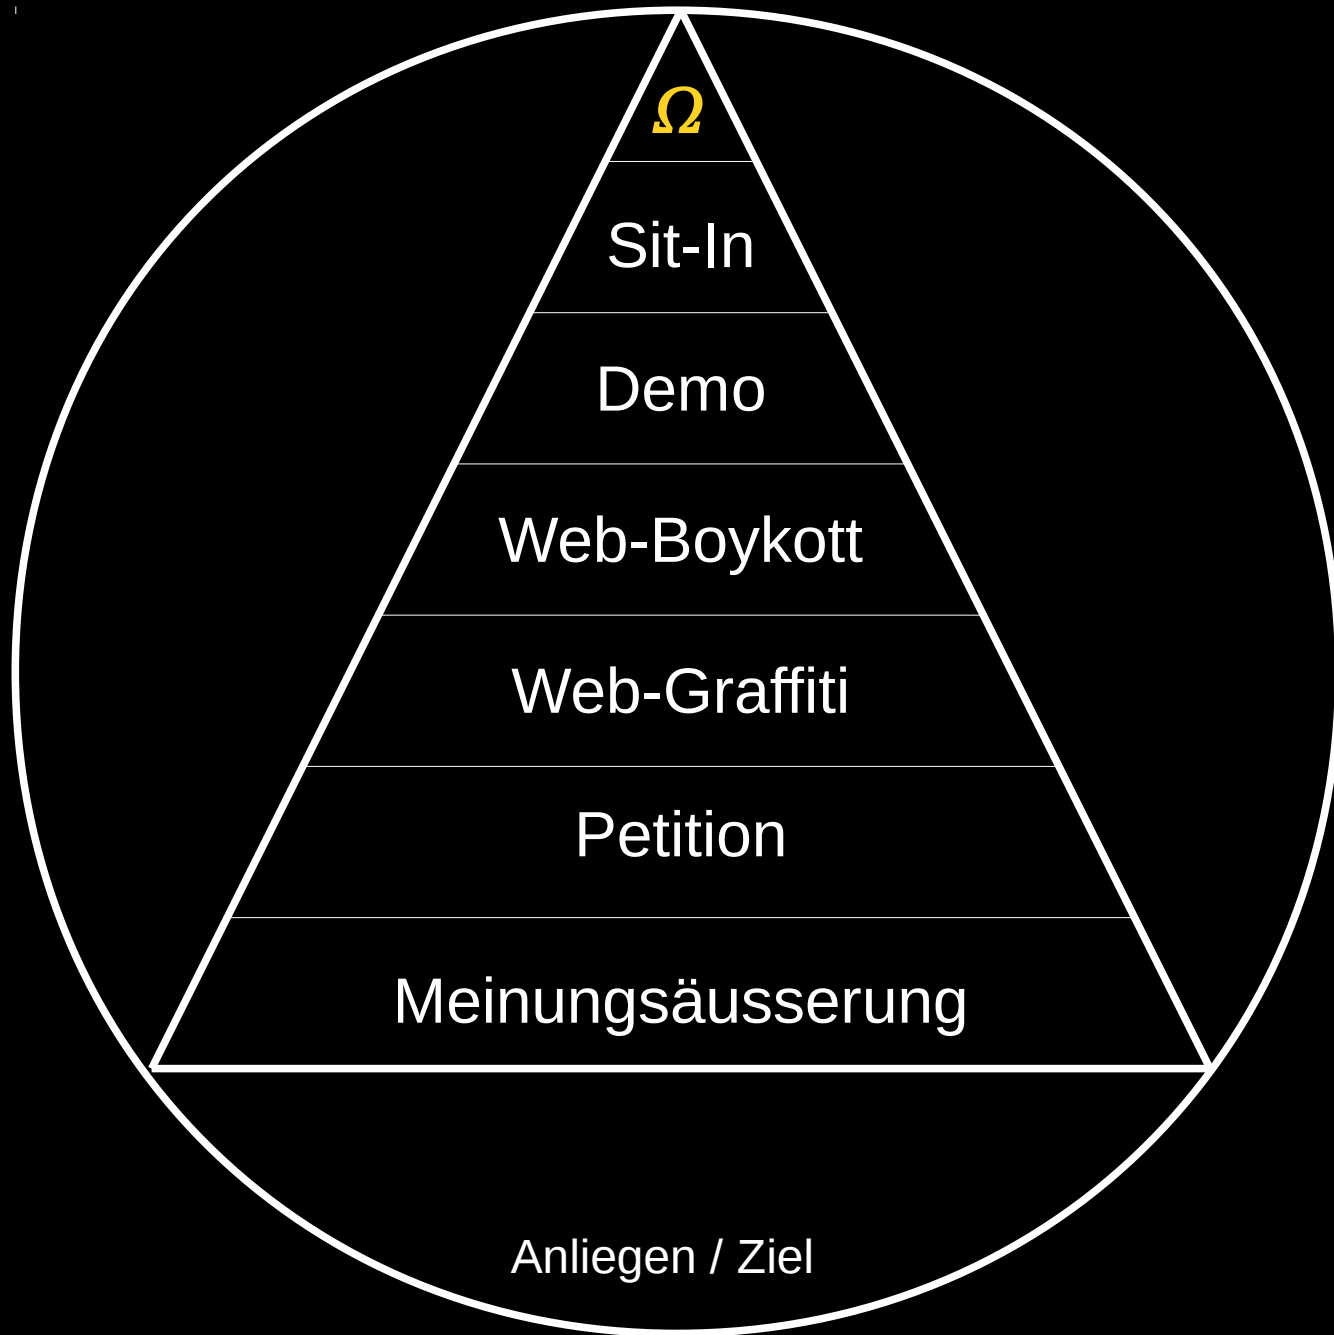 Ω
Sit-In
Demo
Web-Boykott
Web-Graffiti
Petition
Meinungsäusserung
Anliegen / Ziel